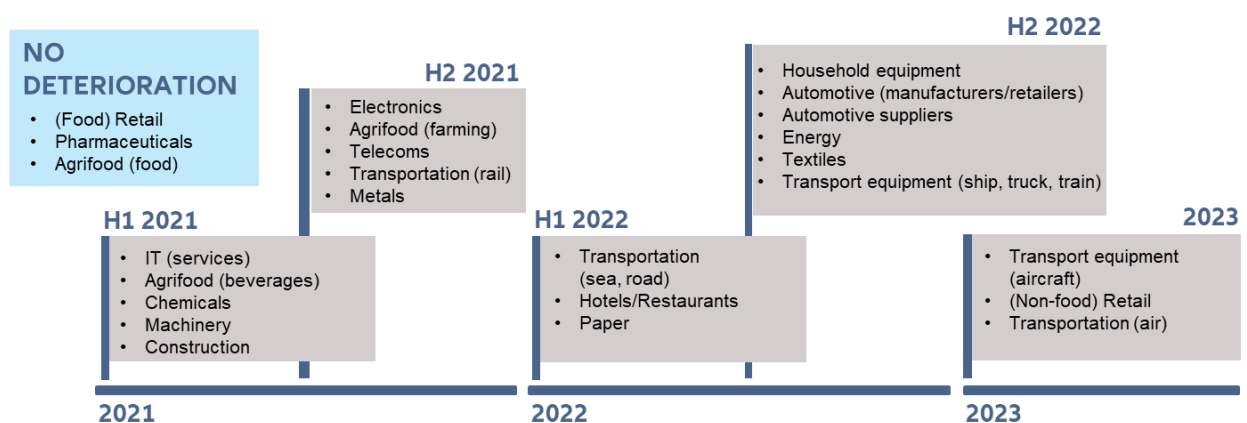 NO
DETERIORATION
• (Food) Retail
• Pharmaceuticals
• Agrifood (food)
H1 2021
• IT (services)
• Agrifood (beverages)
• Chemicals
• Machinery
• Construction
H2 2021
• Electronics
• Agrifood (farming)
• Telecoms
• Transportation (rail)
• Metals
H1 2022
• Transportation
(sea, road)
• Hotels/Restaurants
• Paper
H2 2022
• Household equipment
• Automotive (manufacturers/retailers)
• Automotive suppliers
• Energy
• Textiles
• Transport equipment (ship, truck, train)
2023
• Transport equipment
(aircraft)
• (Non-food) Retail
• Transportation (air)
2021
2022
2023